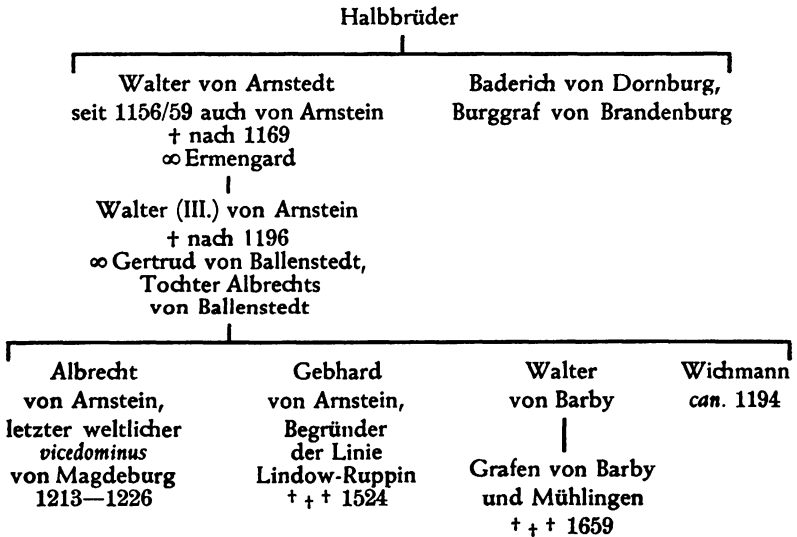 Halbbrüder
Walter von Arnstedt
seit 1156/59 auch von Arnstein
† nach 1169
∞ Ermengard
Baderich von Dornburg,
Burggraf von Brandenburg
Walter (III.) von Arnstein
† nach 1196
∞ Gertrud von Ballenstedt,
Tochter Albrechts
von Ballenstedt
Albrecht
von Arnstein,
letzter weltlicher
vicedominus
von Magdeburg
1213—1226
Gebhard
von Arnstein,
Begründer
der Linie
Lindow-Ruppin
† † † 1524
Walter
von Barby
Grafen von Barby
und Mühlingen
† † † 1659
Wichmann
can. 1194